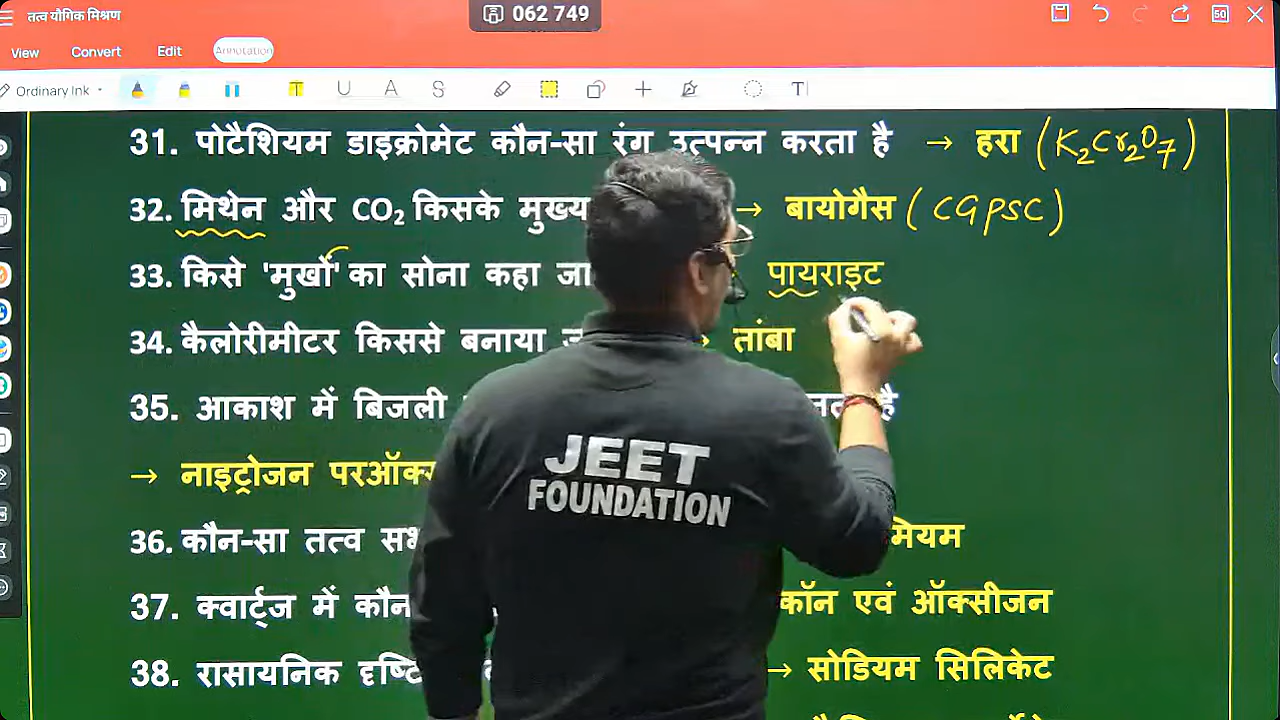 तत्व यौगिक मिश्रण
062 749
50
View Convert Edit Annotation
Ordinary Ink
31. पोटैशियम डाइक्रोमेट कौन-सा रंग उत्पन्न करता है → हरा (K₂Cr₂O₇)
32. मिथेन और CO₂ किसके मुख्य → बायोगैस (CGPSC)
33. किसे 'मुर्खो' का सोना कहा जा पायराइट
34. कैलोरीमीटर किससे बनाया → तांबा
35. आकाश में बिजली है
→ नाइट्रोजन
36. कौन-सा तत्व
37. क्वार्ट्ज में एवं ऑक्सीजन
38. रासायनिक → सोडियम सिलिकेट
JEET
FOUNDATION